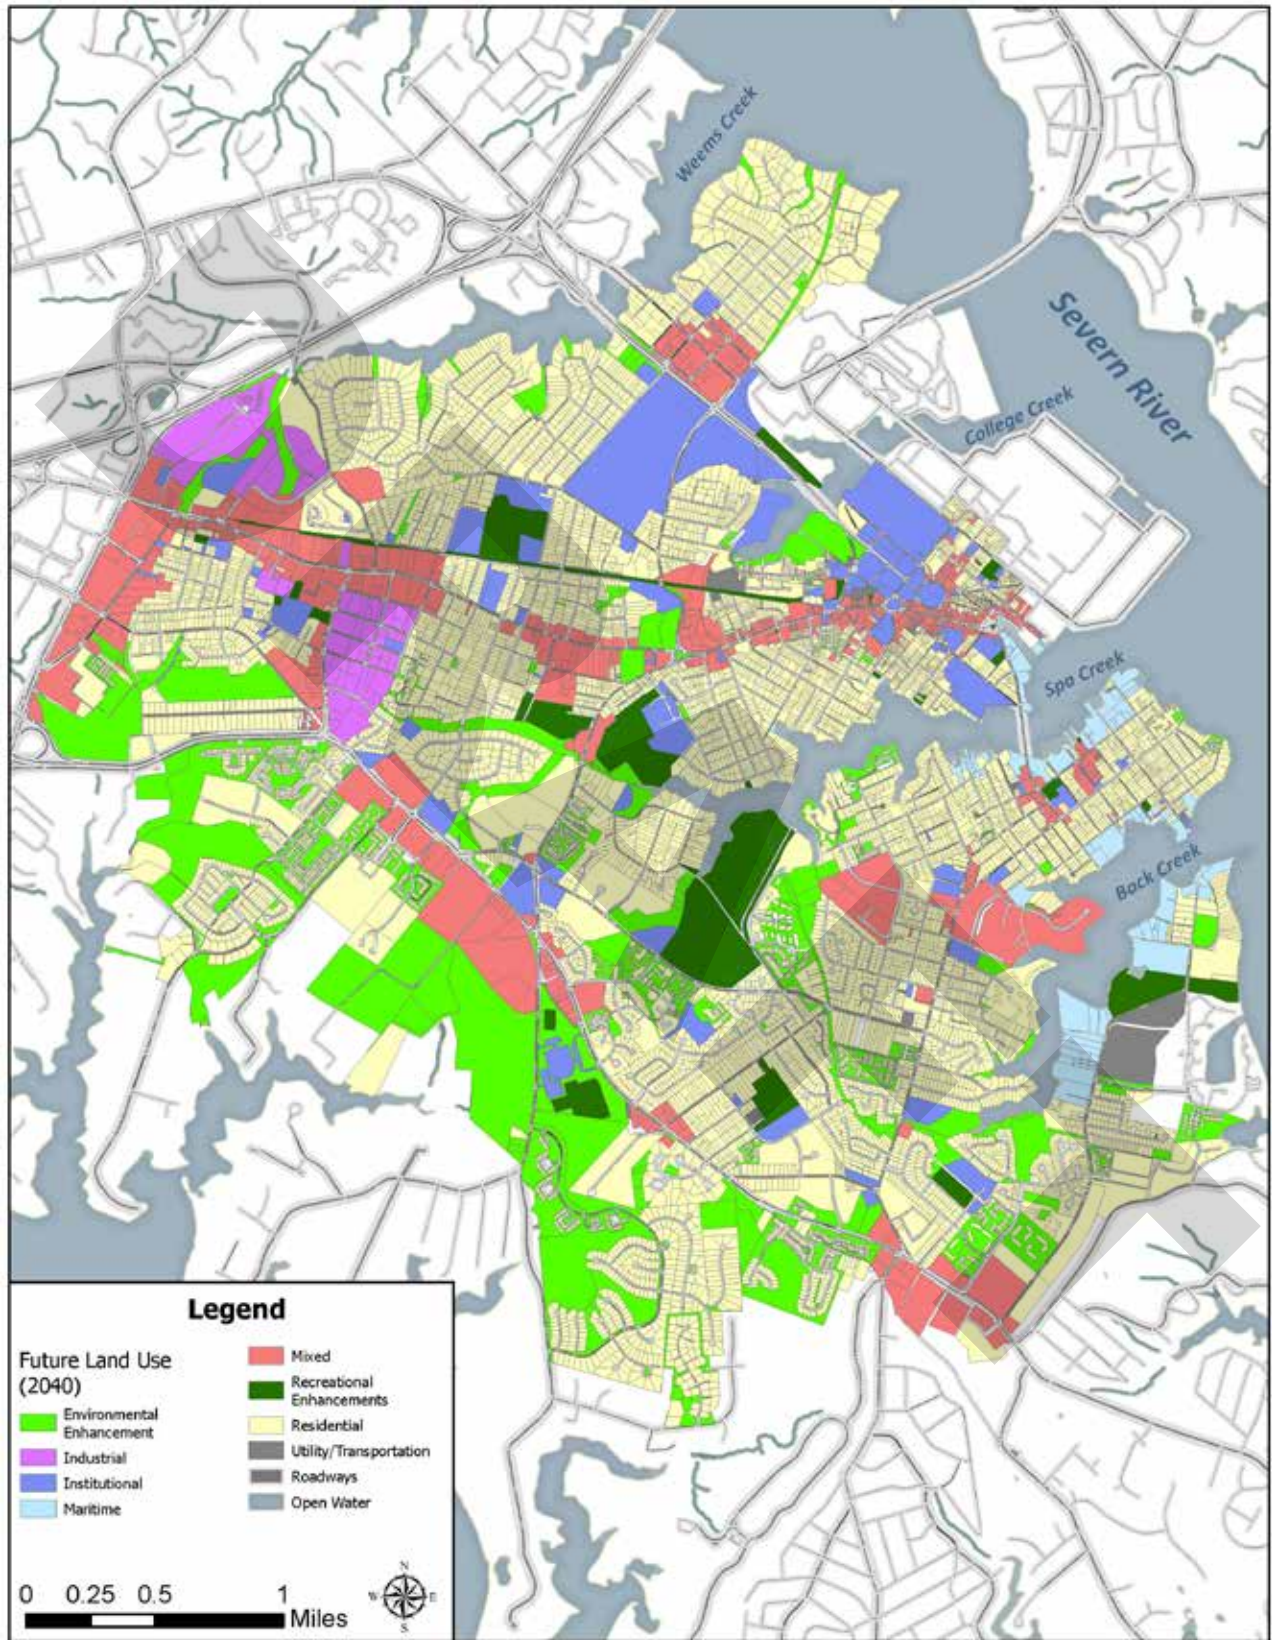 Weems Creek
Severn River
College Creek
Spa Creek
Back Creek
Legend
Future Land Use
(2040)
Environmental
Enhancement
Industrial
Institutional
Maritime
Mixed
Recreational
Enhancements
Residential
Utility/Transportation
Roadways
Open Water
0 0.25 0.5 1
Miles
N
W E
S